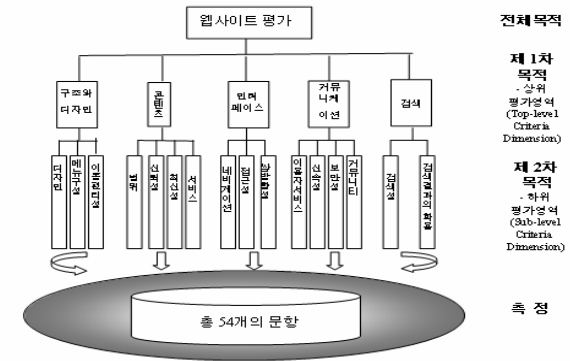 웹사이트 평가
전체목적
제 1차
목적
- 상위
평가영역
(Top-level
Criteria
Dimension)
구조와
디자인
콘텐츠
인터
페이스
커뮤
니케
이션
검색
제 2차
목적
- 하위
평가영역
(Sub-level
Criteria
Dimension)
디자인
메뉴구성
이동편리성
범위
신뢰성
최신성
서비스
네비게이션
접근성
쌍방향성
이용자서비스
신속성
보안성
커뮤니티
검색성
검색결과의 활용
측 정
총 54개의 문항